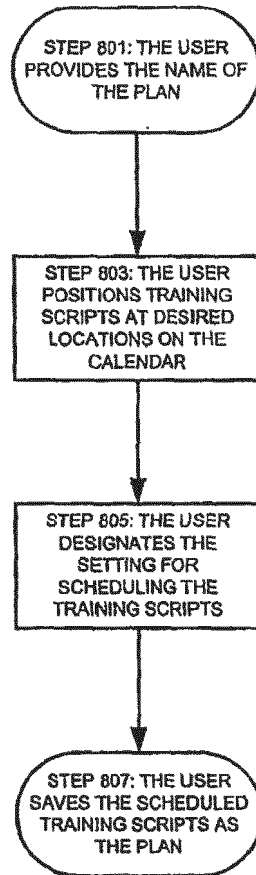 STEP 801: THE USER
PROVIDES THE NAME OF
THE PLAN
STEP 803: THE USER
POSITIONS TRAINING
SCRIPTS AT DESIRED
LOCATIONS ON THE
CALENDAR
STEP 805: THE USER
DESIGNATES THE
SETTING FOR
SCHEDULING THE
TRAINING SCRIPTS
STEP 807: THE USER
SAVES THE SCHEDULED
TRAINING SCRIPTS AS
THE PLAN